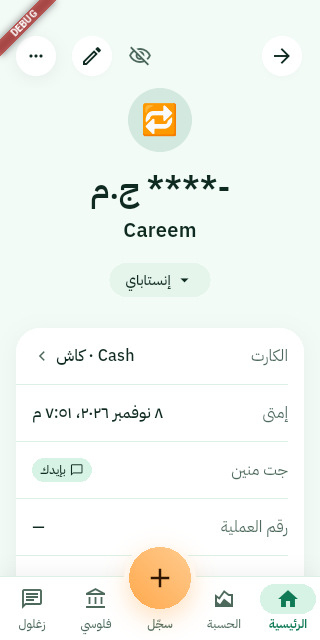 DEBUG
-**** ج.م
Careem
إنستاباي
الكارت
كاش · Cash
إمتى
٨ نوفمبر ٢٠٢٦، ٧:٥١ م
جت منين
بإيدك
رقم العملية
—
الرئيسية
الحسبة
سجّل
فلوسي
زغلول